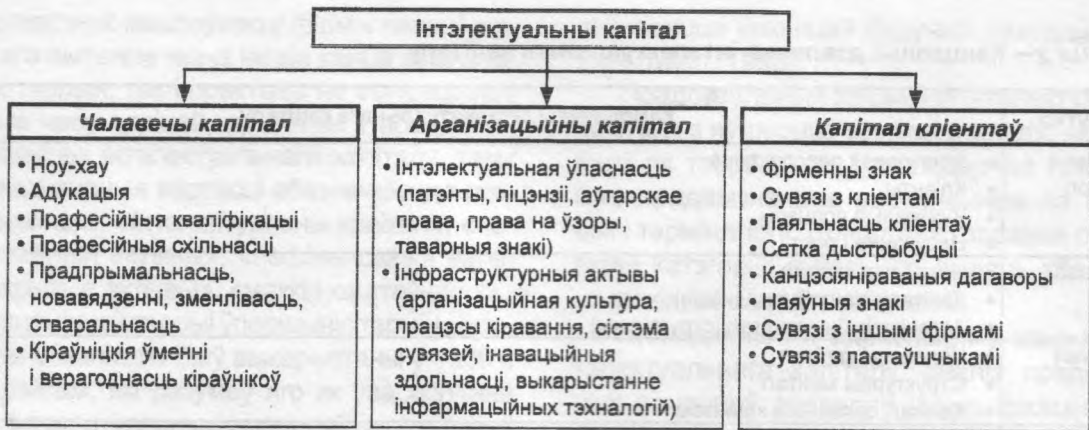 Інтэлектуальны капітал
Чалавечы капітал
• Ноу-хау
• Адукацыя
• Прафесійныя кваліфікацыі
• Прафесійныя схільнасці
• Прадпрымальнасць,
новавядзенні, зменлівасць,
стваральнасць
• Кіраўніцкія ўменні
і верагоднасць кіраўнікоў
Арганізацыйны капітал
• Інтэлектуальная ўласнасць
(патэнты, ліцэнзіі, аўтарскае
права, права на ўзоры,
таварныя знакі)
• Інфраструктурныя актывы
(арганізацыйная культура,
працэсы кіравання, сістэма
сувязей, інавацыйныя
здольнасці, выкарыстанне
інфармацыйных тэхналогій)
Капітал кліентаў
• Фірменны знак
• Сувязі з кліентамі
• Лаяльнасць кліентаў
• Сетка дыстрыбуцыі
• Канцэсіяніраваныя дагаворы
• Уяўныя знакі
• Сувязі з іншымі фірмамі
• Сувязі з пастаўшчыкамі